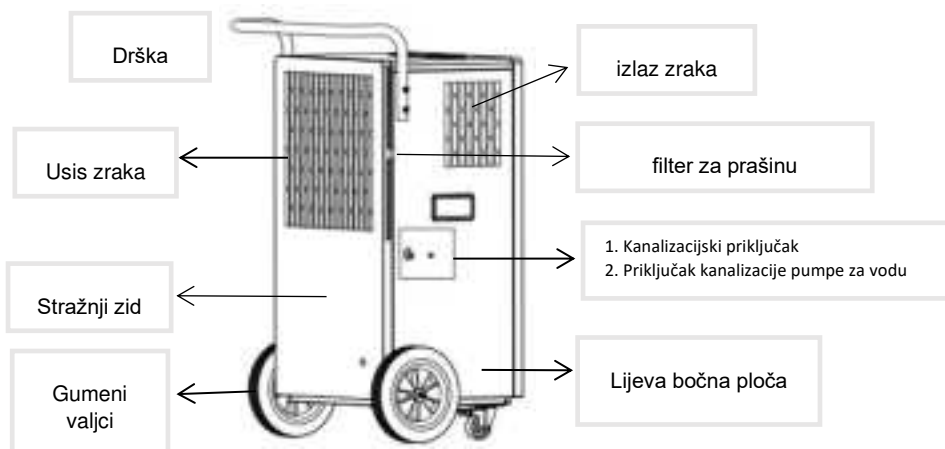 Drška
izlaz zraka
Usis zraka
filter za prašinu
1. Kanalizacijski priključak
2. Priključak kanalizacije pumpe za vodu
Stražnji zid
Gumeni
valjci
Lijeva bočna ploča